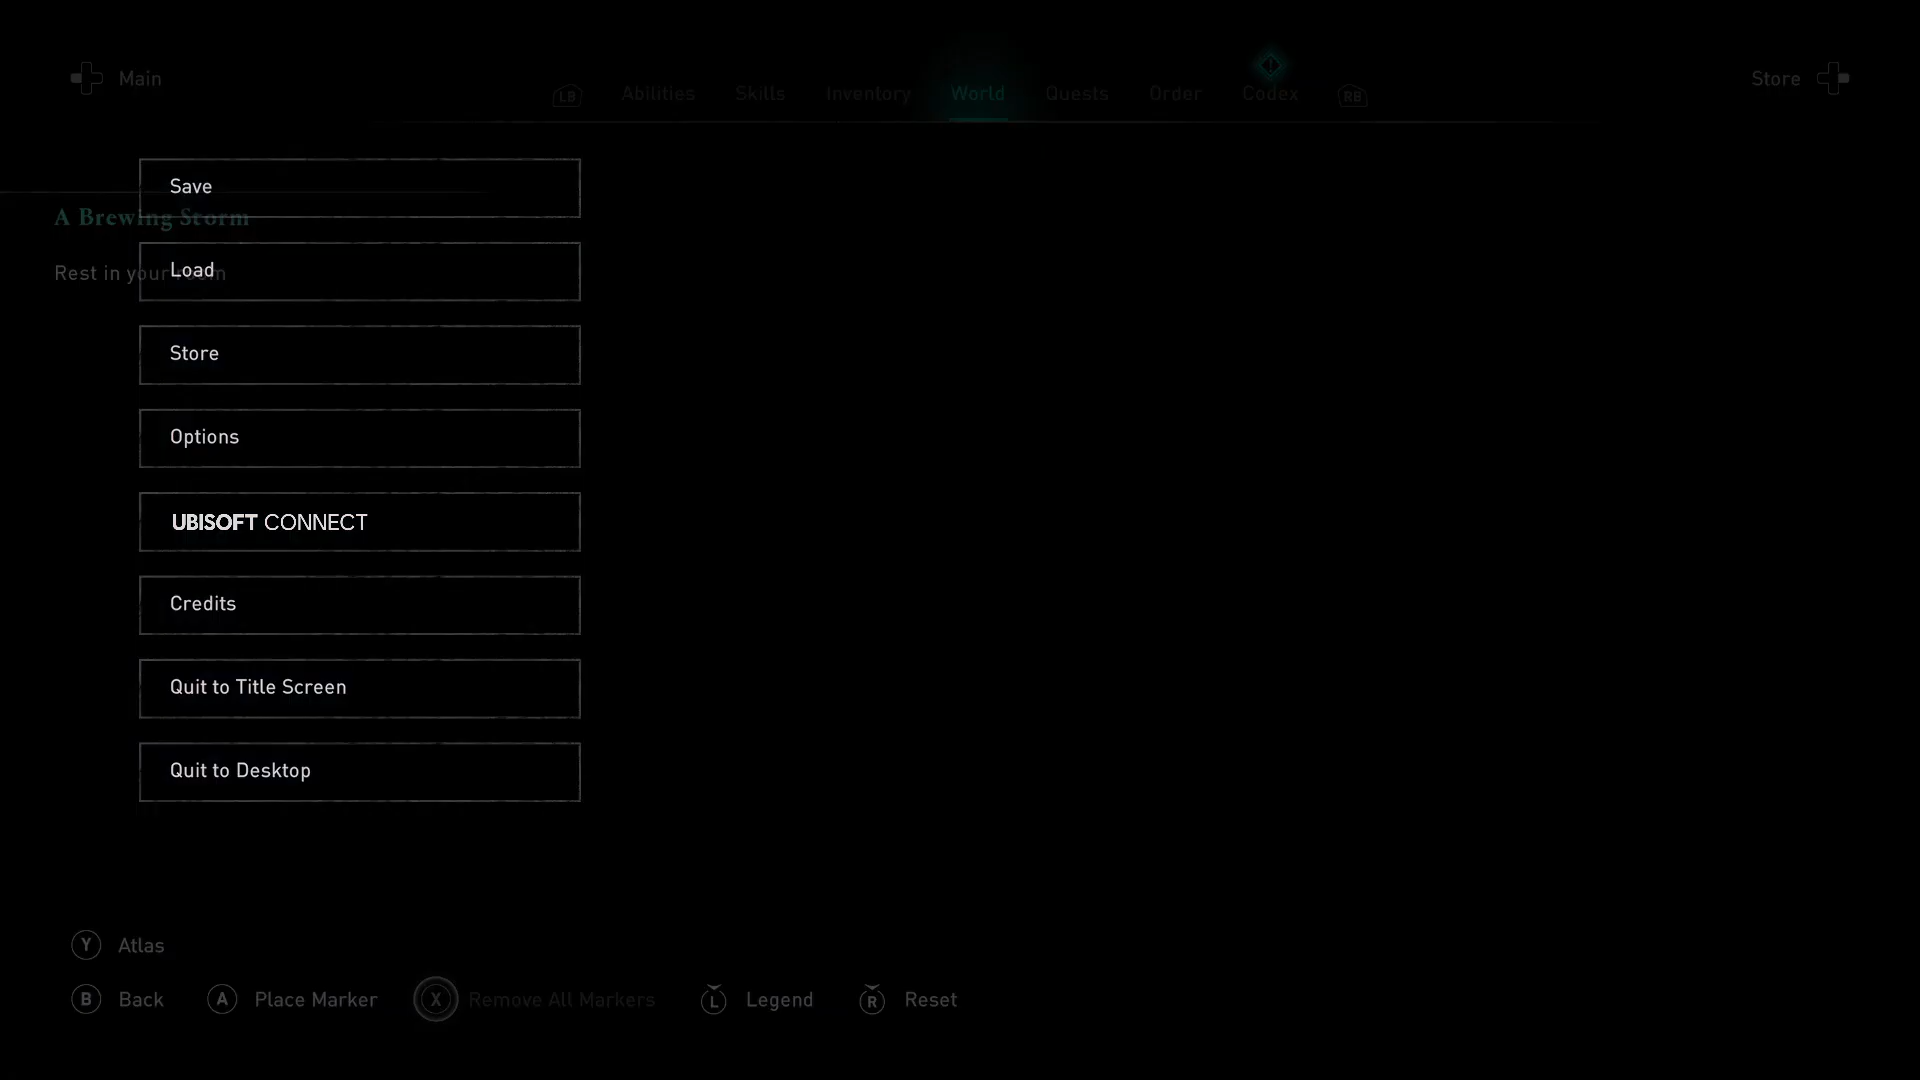 Main
LB Abilities Skills Inventory World Quests Order Codex RB
Store
Save
A Brewing Storm
Load
Rest in your room
Store
Options
UBISOFT CONNECT
Credits
Quit to Title Screen
Quit to Desktop
Y Atlas
B Back A Place Marker X Remove All Markers L Legend R Reset